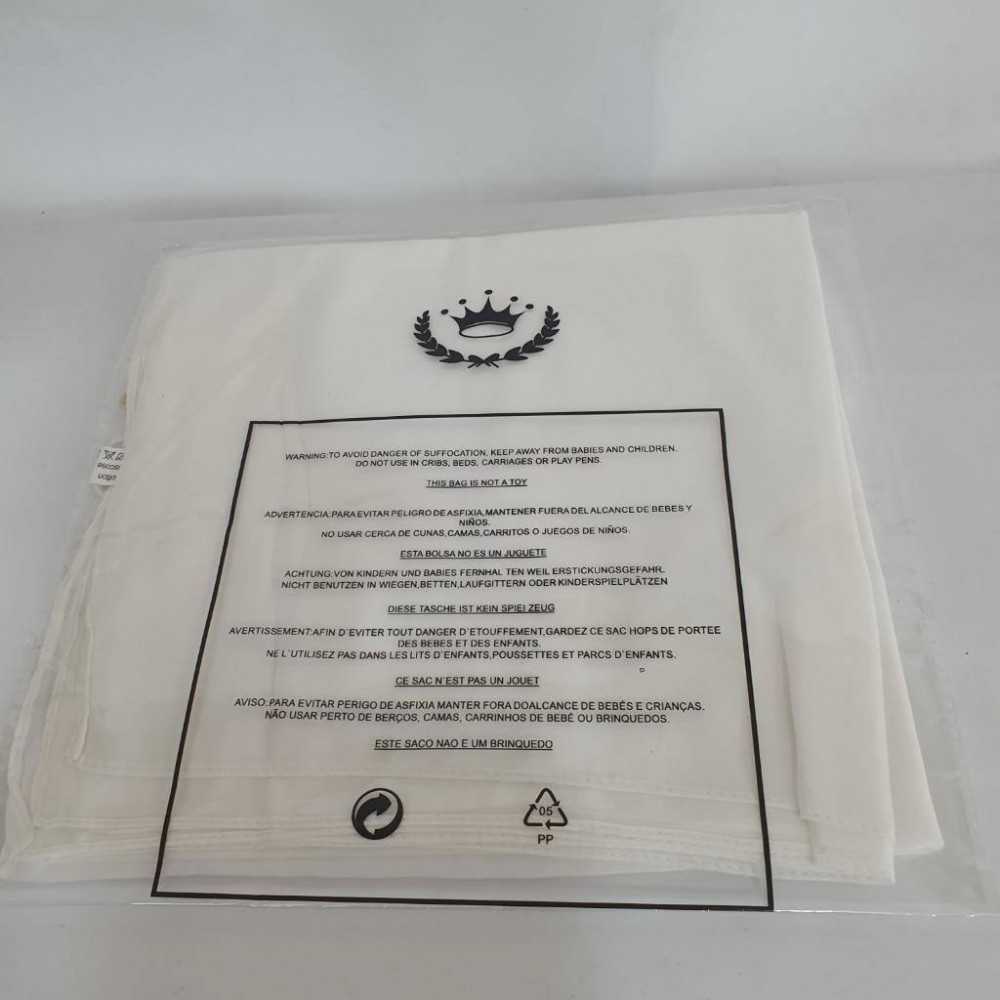 WARNING:TO AVOID DANGER OF SUFFOCATION, KEEP AWAY FROM BABIES AND CHILDREN.
DO NOT USE IN CRIBS, BEDS, CARRIAGES OR PLAY PENS.
THIS BAG IS NOT A TOY
ADVERTENCIA:PARA EVITAR PELIGRO DE ASFIXIA,MANTENER FUERA DEL ALCANCE DE BEBES Y
NIÑOS.
NO USAR CERCA DE CUNAS,CAMAS,CARRITOS O JUEGOS DE NIÑOS.
ESTA BOLSA NO ES UN JUGUETE
ACHTUNG:VON KINDERN UND BABIES FERNHAL TEN WEIL ERSTICKUNGSGEFAHR.
NICHT BENUTZEN IN WIEGEN,BETTEN,LAUFGITTERN ODER KINDERSPIELPLÄTZEN
DIESE TASCHE IST KEIN SPIEL ZEUG
AVERTISSEMENT:AFIN D'EVITER TOUT DANGER D'ETOUFFEMENT,GARDEZ CE SAC HOPS DE PORTEE
DES BEBES ET DES ENFANTS.
NE L'UTILISEZ PAS DANS LES LITS D'ENFANTS,POUSSETTES ET PARCS D'ENFANTS.
CE SAC N'EST PAS UN JOUET
AVISO:PARA EVITAR PERIGO DE ASFIXIA MANTER FORA DOALCANCE DE BEBÉS E CRIANÇAS.
NÃO USAR PERTO DE BERÇOS, CAMAS, CARRINHOS DE BEBÉ OU BRINQUEDOS.
ESTE SACO NAO E UM BRINQUEDO
05
PP